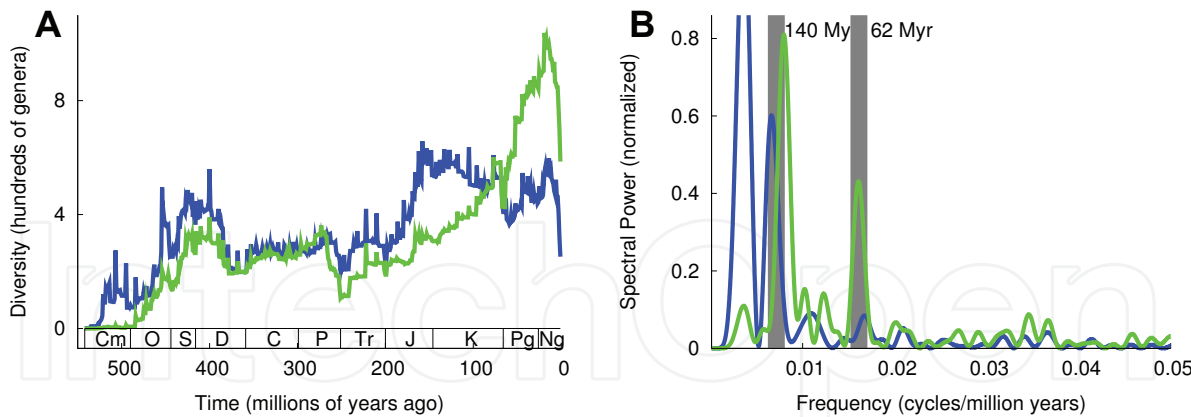 A
Diversity (hundreds of genera)
8
4
0
Cm O S D C P Tr J K Pg Ng
500 400 300 200 100 0
Time (millions of years ago)
B
140 My 62 Myr
Spectral Power (normalized)
0.8
0.6
0.4
0.2
0
0.01 0.02 0.03 0.04 0.05
Frequency (cycles/million years)
InTechOpen